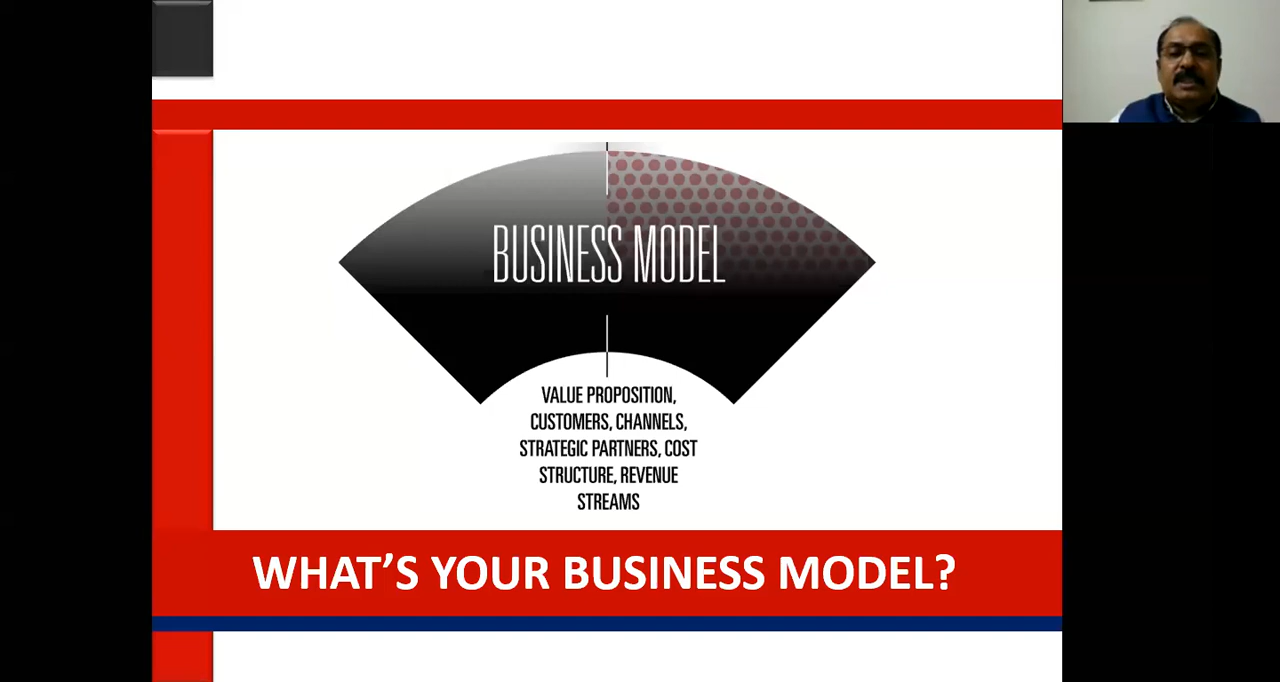 BUSINESS MODEL
VALUE PROPOSITION,
CUSTOMERS, CHANNELS,
STRATEGIC PARTNERS, COST
STRUCTURE, REVENUE
STREAMS
WHAT’S YOUR BUSINESS MODEL?